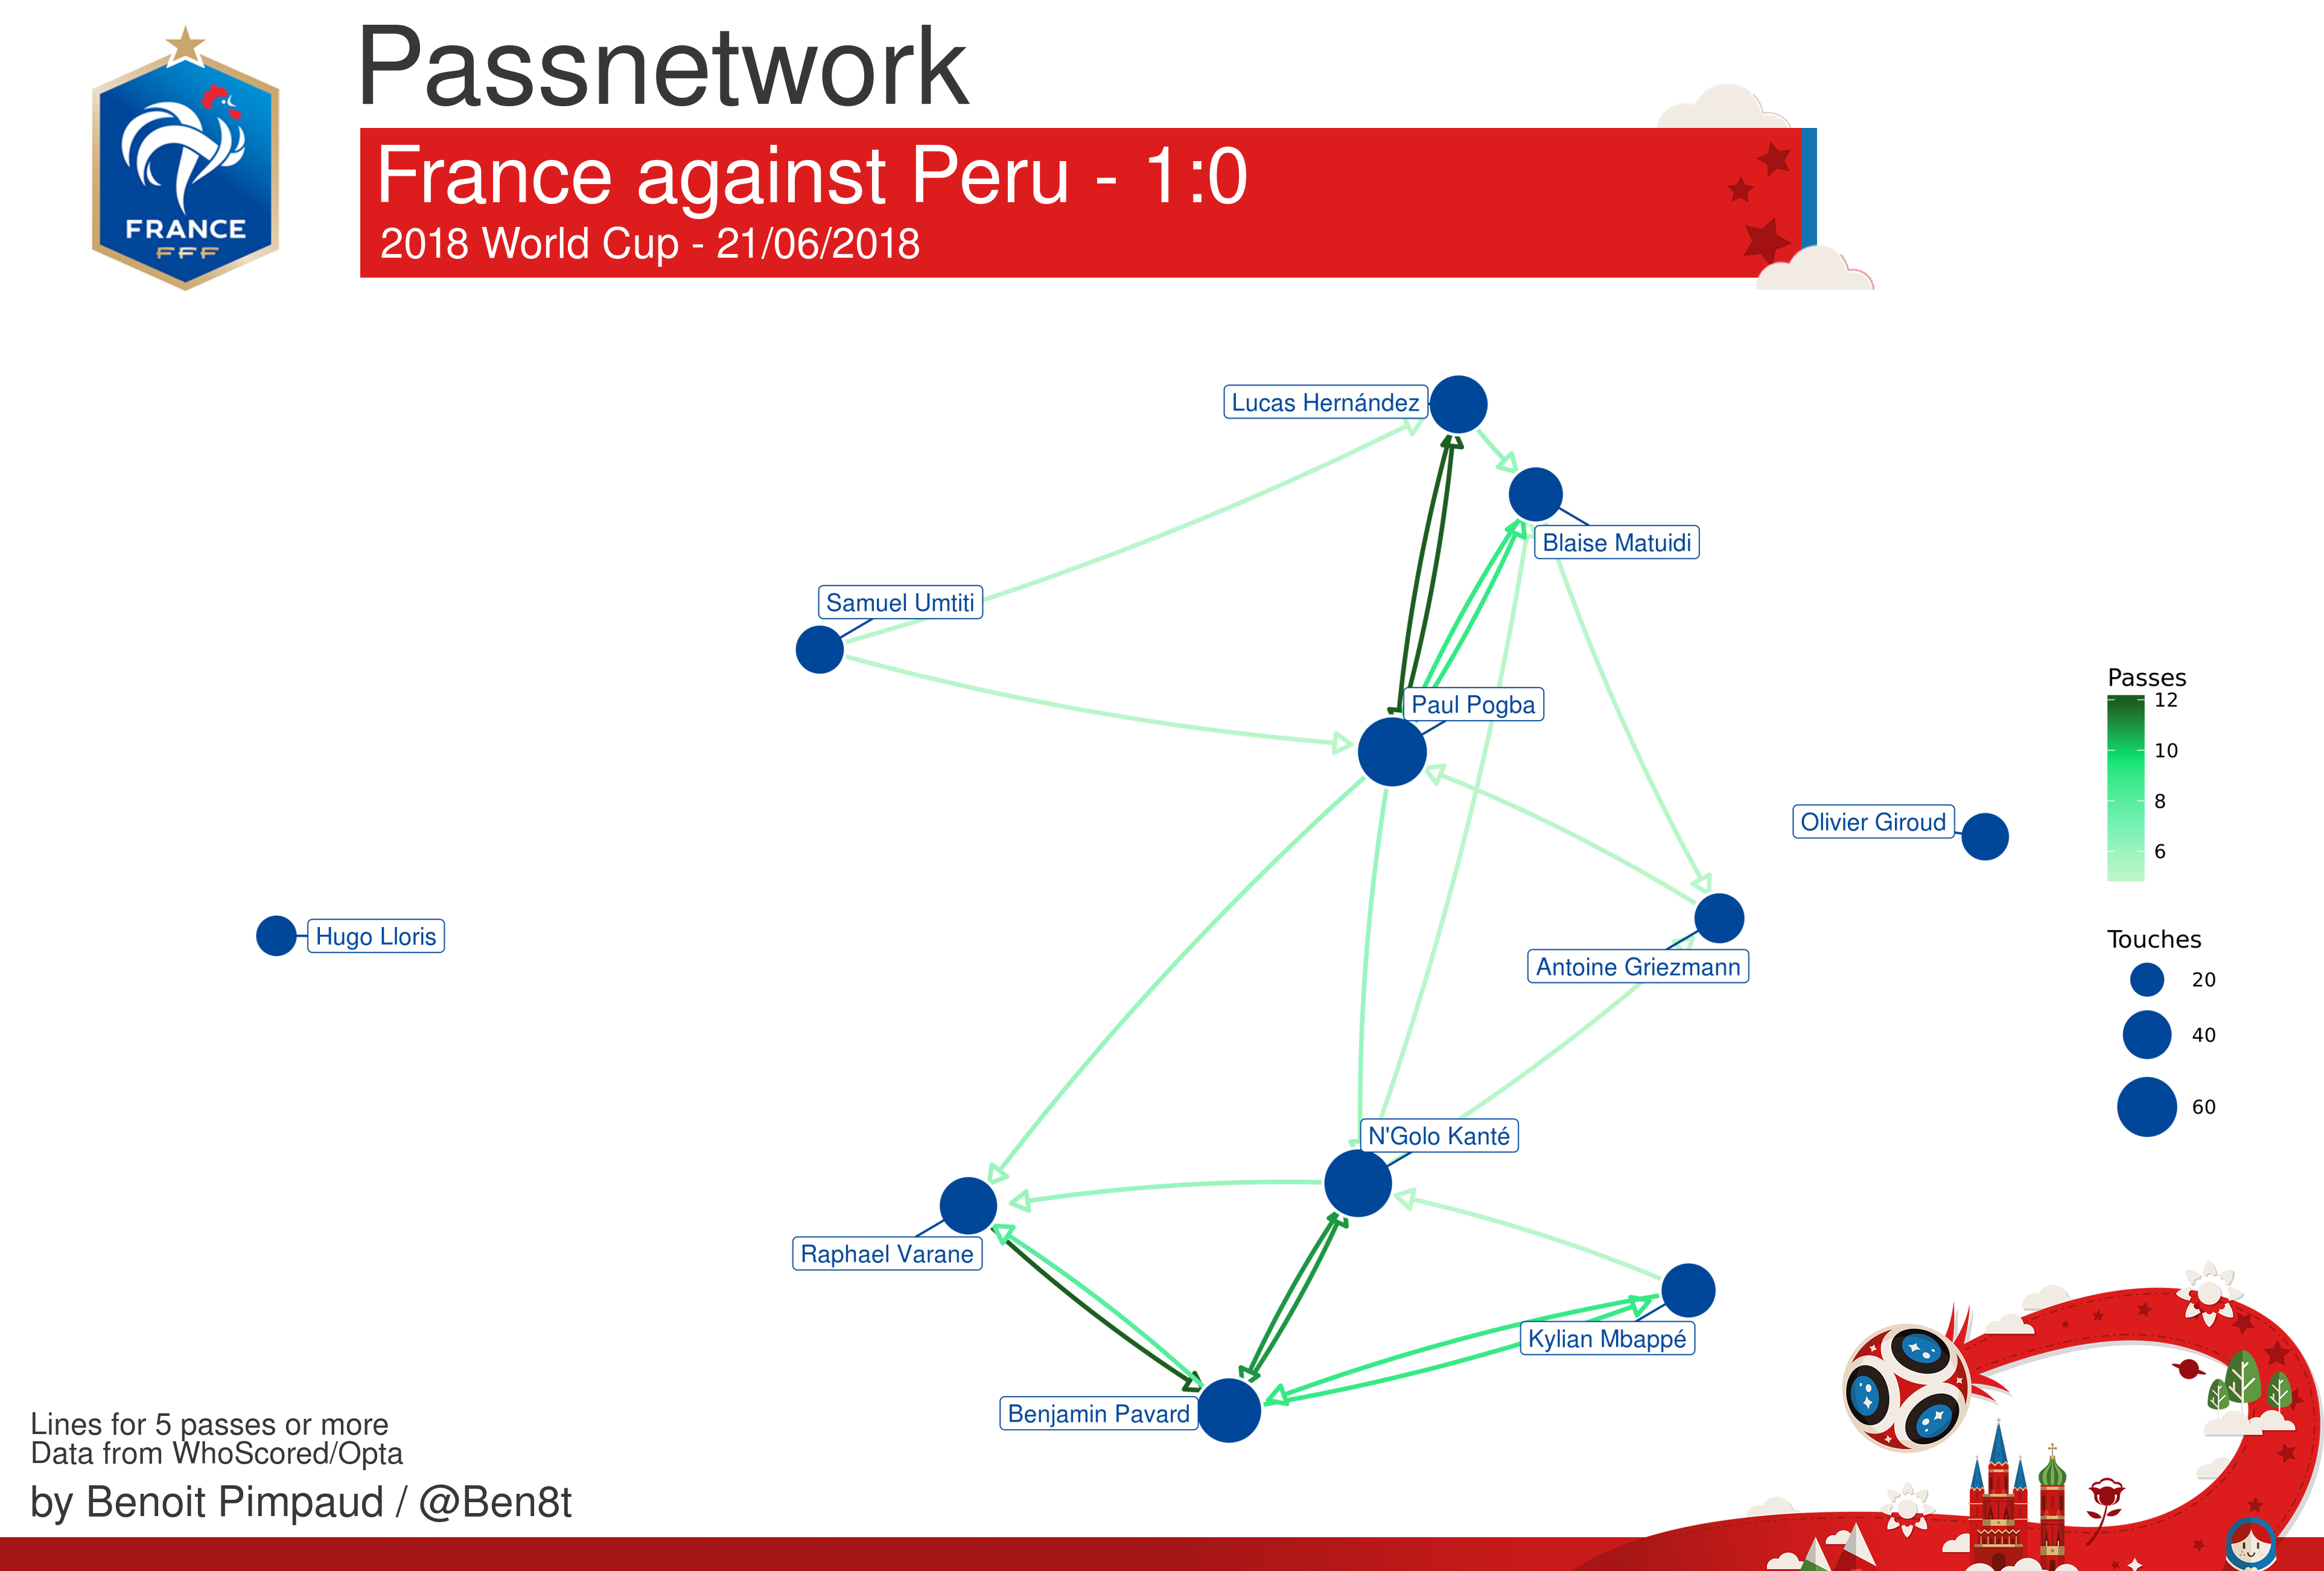 Passnetwork
FRANCE
FFF
France against Peru - 1:0
2018 World Cup - 21/06/2018
Lucas Hernández
Blaise Matuidi
Samuel Umtiti
Paul Pogba
Olivier Giroud
Hugo Lloris
Antoine Griezmann
N'Golo Kanté
Raphael Varane
Kylian Mbappé
Benjamin Pavard
Passes
12
10
8
6
Touches
20
40
60
Lines for 5 passes or more
Data from WhoScored/Opta
by Benoit Pimpaud / @Ben8t